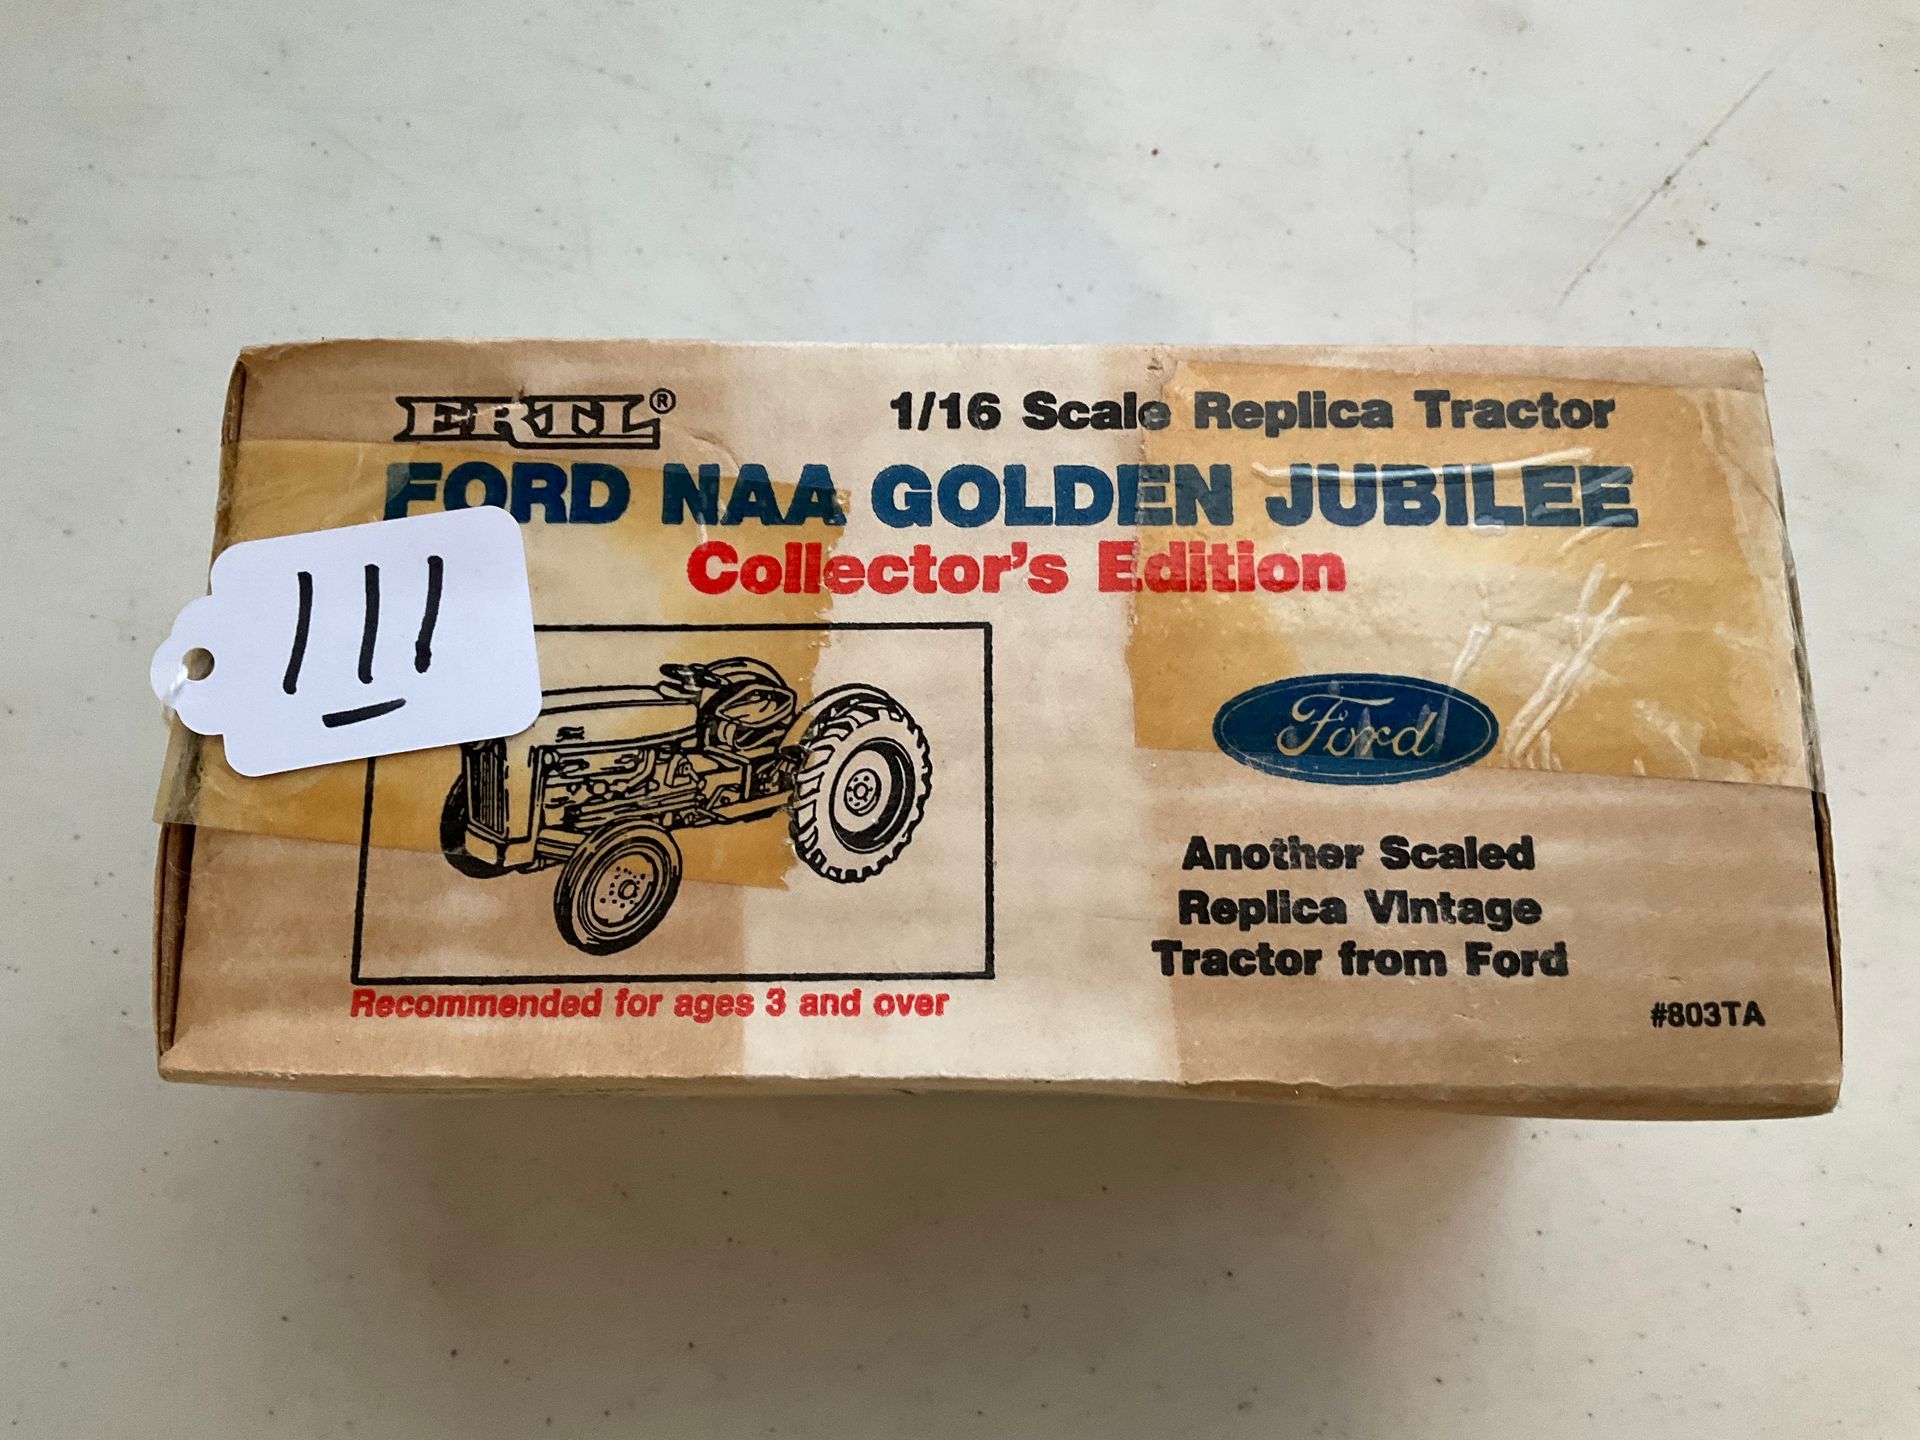 ERTL®
1/16 Scale Replica Tractor
FORD NAA GOLDEN JUBILEE
Collector's Edition
111
Ford
Another Scaled
Replica Vintage
Tractor from Ford
Recommended for ages 3 and over
#803TA